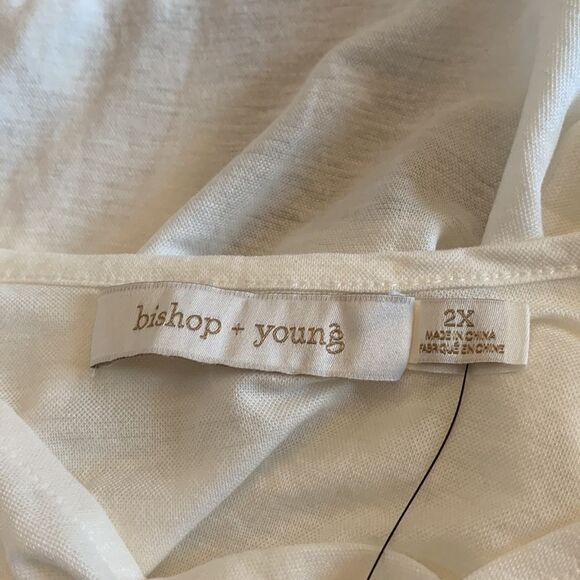 bishop + young
2X
MADE IN CHINA
FABRIQUÉ EN CHINE